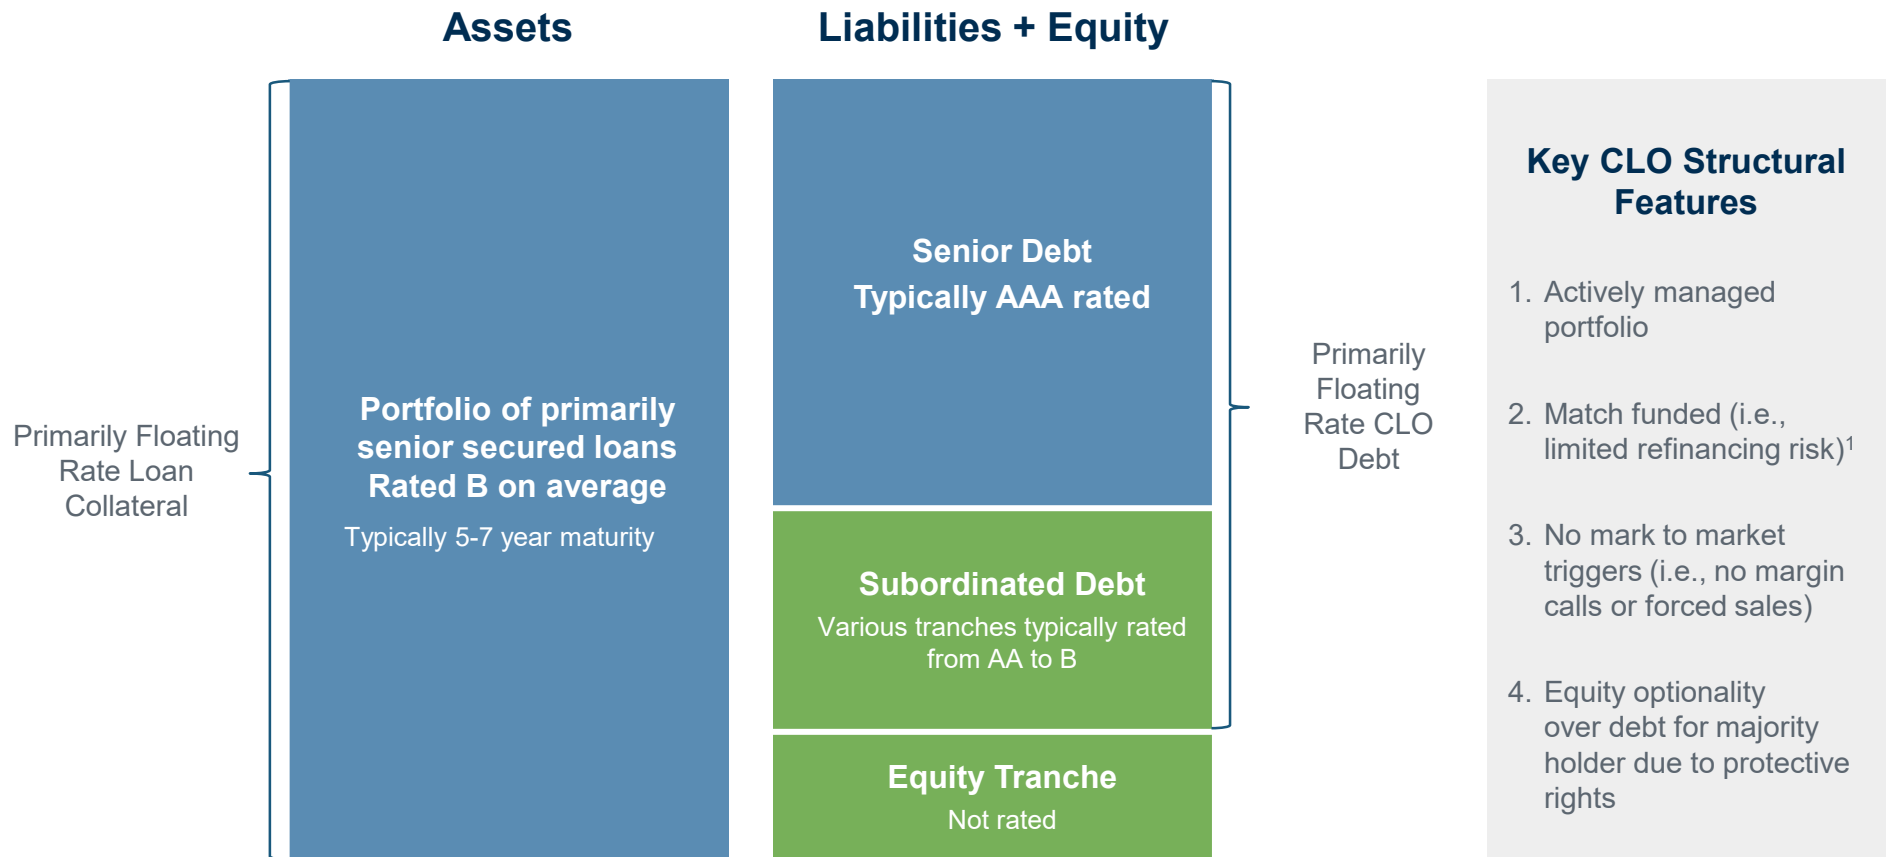 Assets
Liabilities + Equity
Primarily Floating
Rate Loan
Collateral
Portfolio of primarily
senior secured loans
Rated B on average
Typically 5-7 year maturity
Senior Debt
Typically AAA rated
Subordinated Debt
Various tranches typically rated
from AA to B
Equity Tranche
Not rated
Primarily
Floating
Rate CLO
Debt
Key CLO Structural
Features
1. Actively managed
portfolio
2. Match funded (i.e.,
limited refinancing risk)¹
3. No mark to market
triggers (i.e., no margin
calls or forced sales)
4. Equity optionality
over debt for majority
holder due to protective
rights